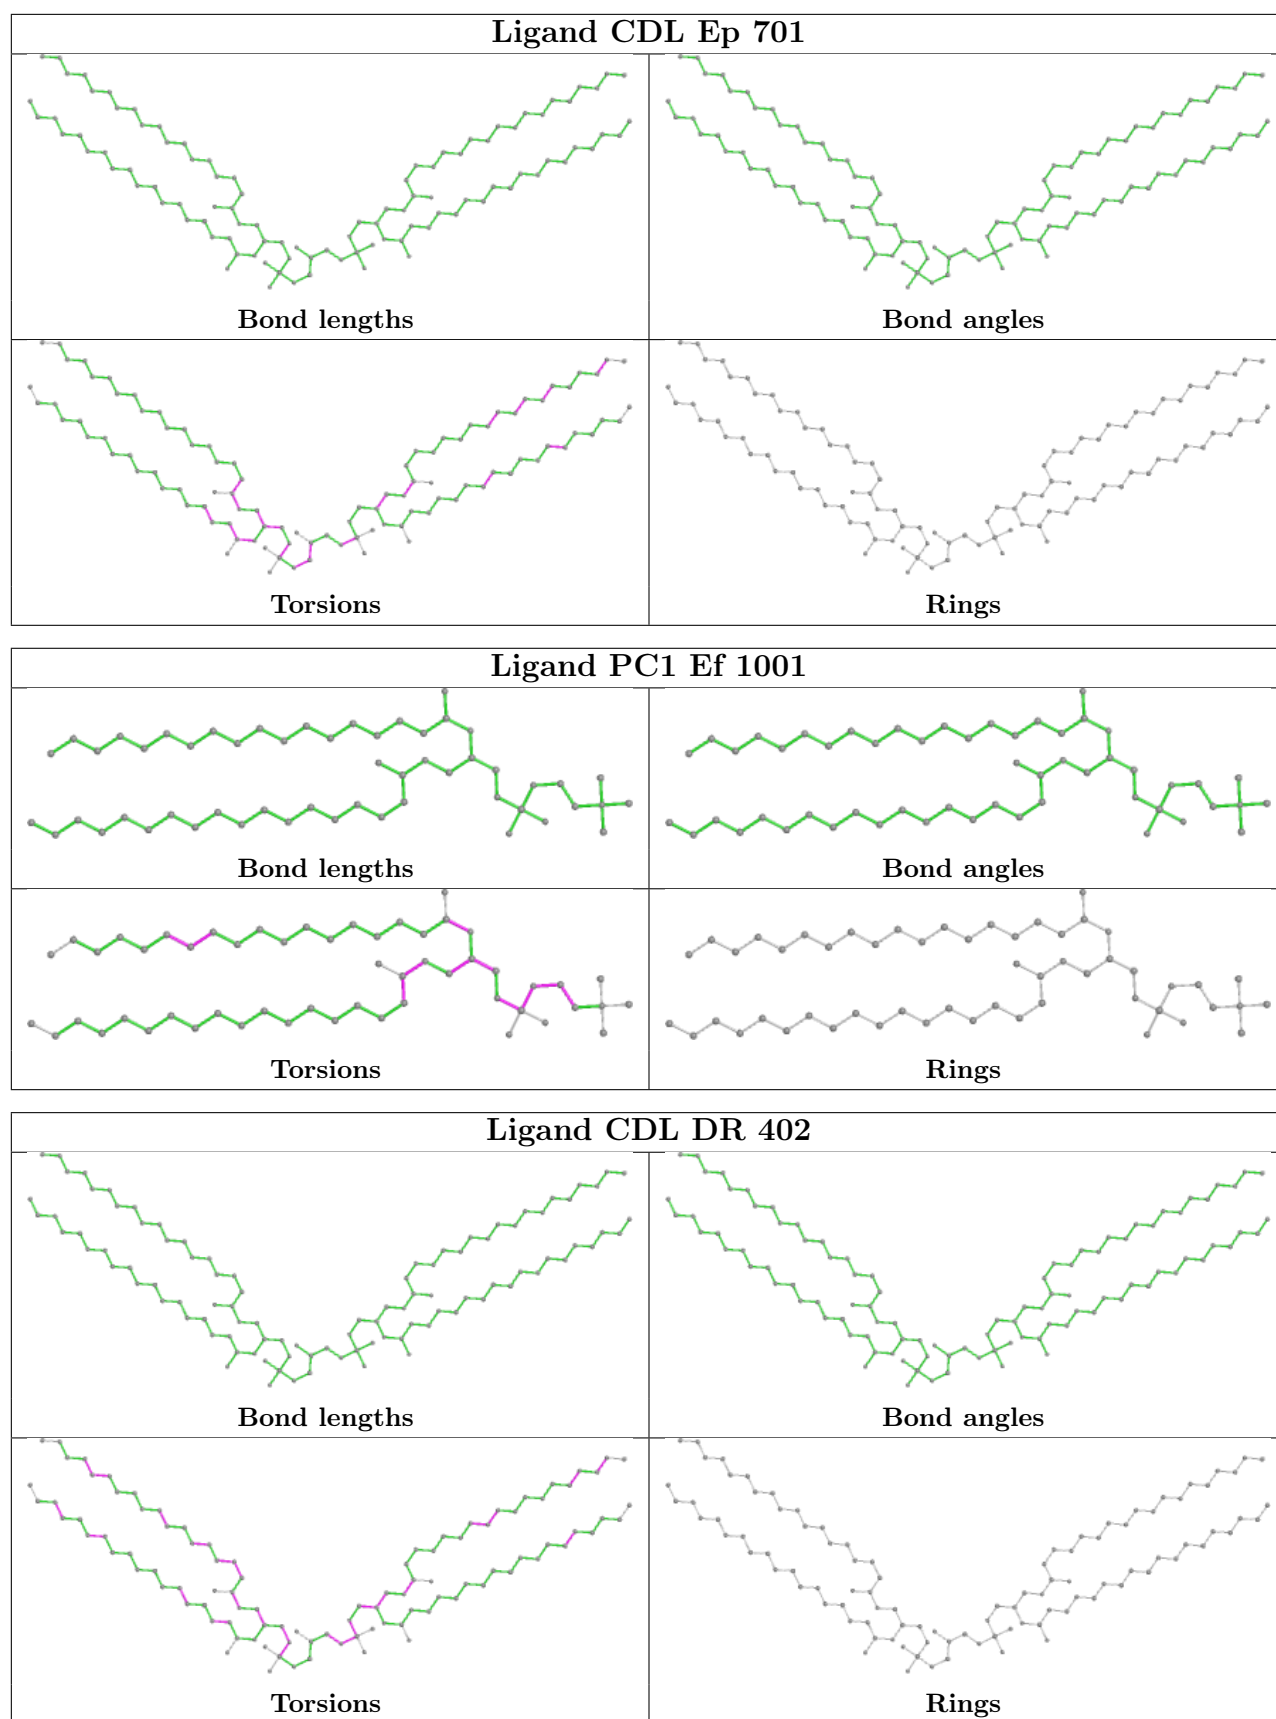 Ligand CDL Ep 701
Bond lengths
Bond angles
Torsions
Rings
Ligand PC1 Ef 1001
Bond lengths
Bond angles
Torsions
Rings
Ligand CDL DR 402
Bond lengths
Bond angles
Torsions
Rings